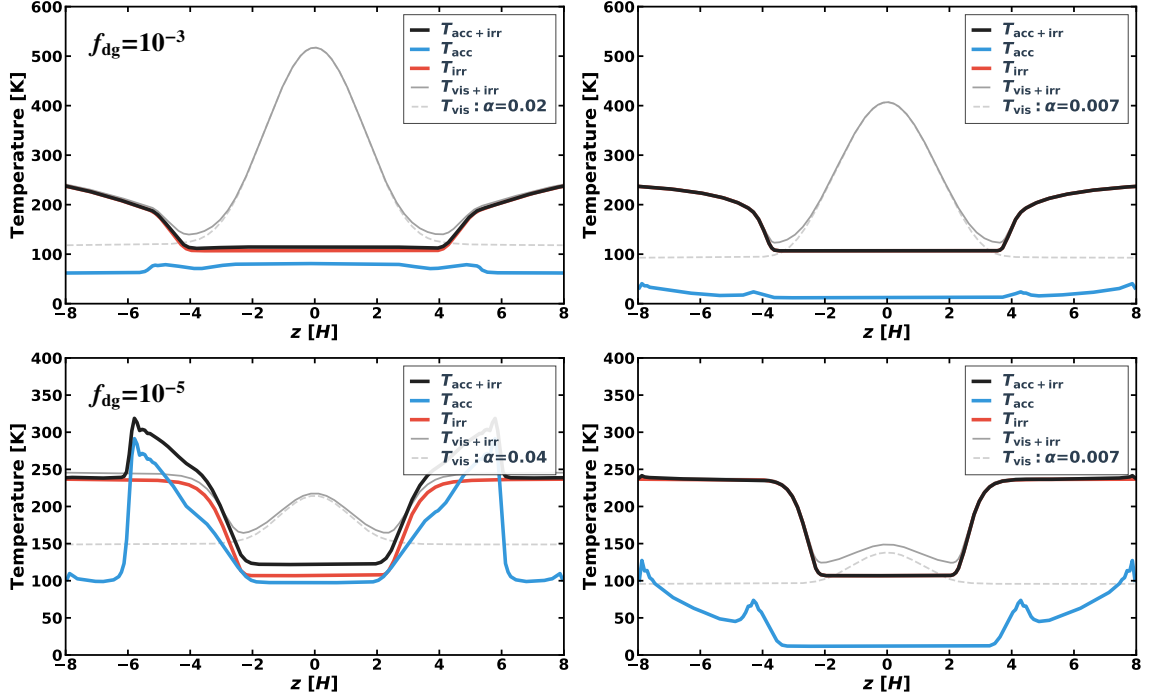 f_dg=10^−3
Temperature [K]
600
500
400
300
200
100
0
−8 −6 −4 −2 0 2 4 6 8
z [H]
T_acc+irr
T_acc
T_irr
T_vis+irr
T_vis : α=0.02
Temperature [K]
600
500
400
300
200
100
0
−8 −6 −4 −2 0 2 4 6 8
z [H]
T_acc+irr
T_acc
T_irr
T_vis+irr
T_vis : α=0.007
f_dg=10^−5
Temperature [K]
400
350
300
250
200
150
100
50
0
−8 −6 −4 −2 0 2 4 6 8
z [H]
T_acc+irr
T_acc
T_irr
T_vis+irr
T_vis : α=0.04
Temperature [K]
400
350
300
250
200
150
100
50
0
−8 −6 −4 −2 0 2 4 6 8
z [H]
T_acc+irr
T_acc
T_irr
T_vis+irr
T_vis : α=0.007